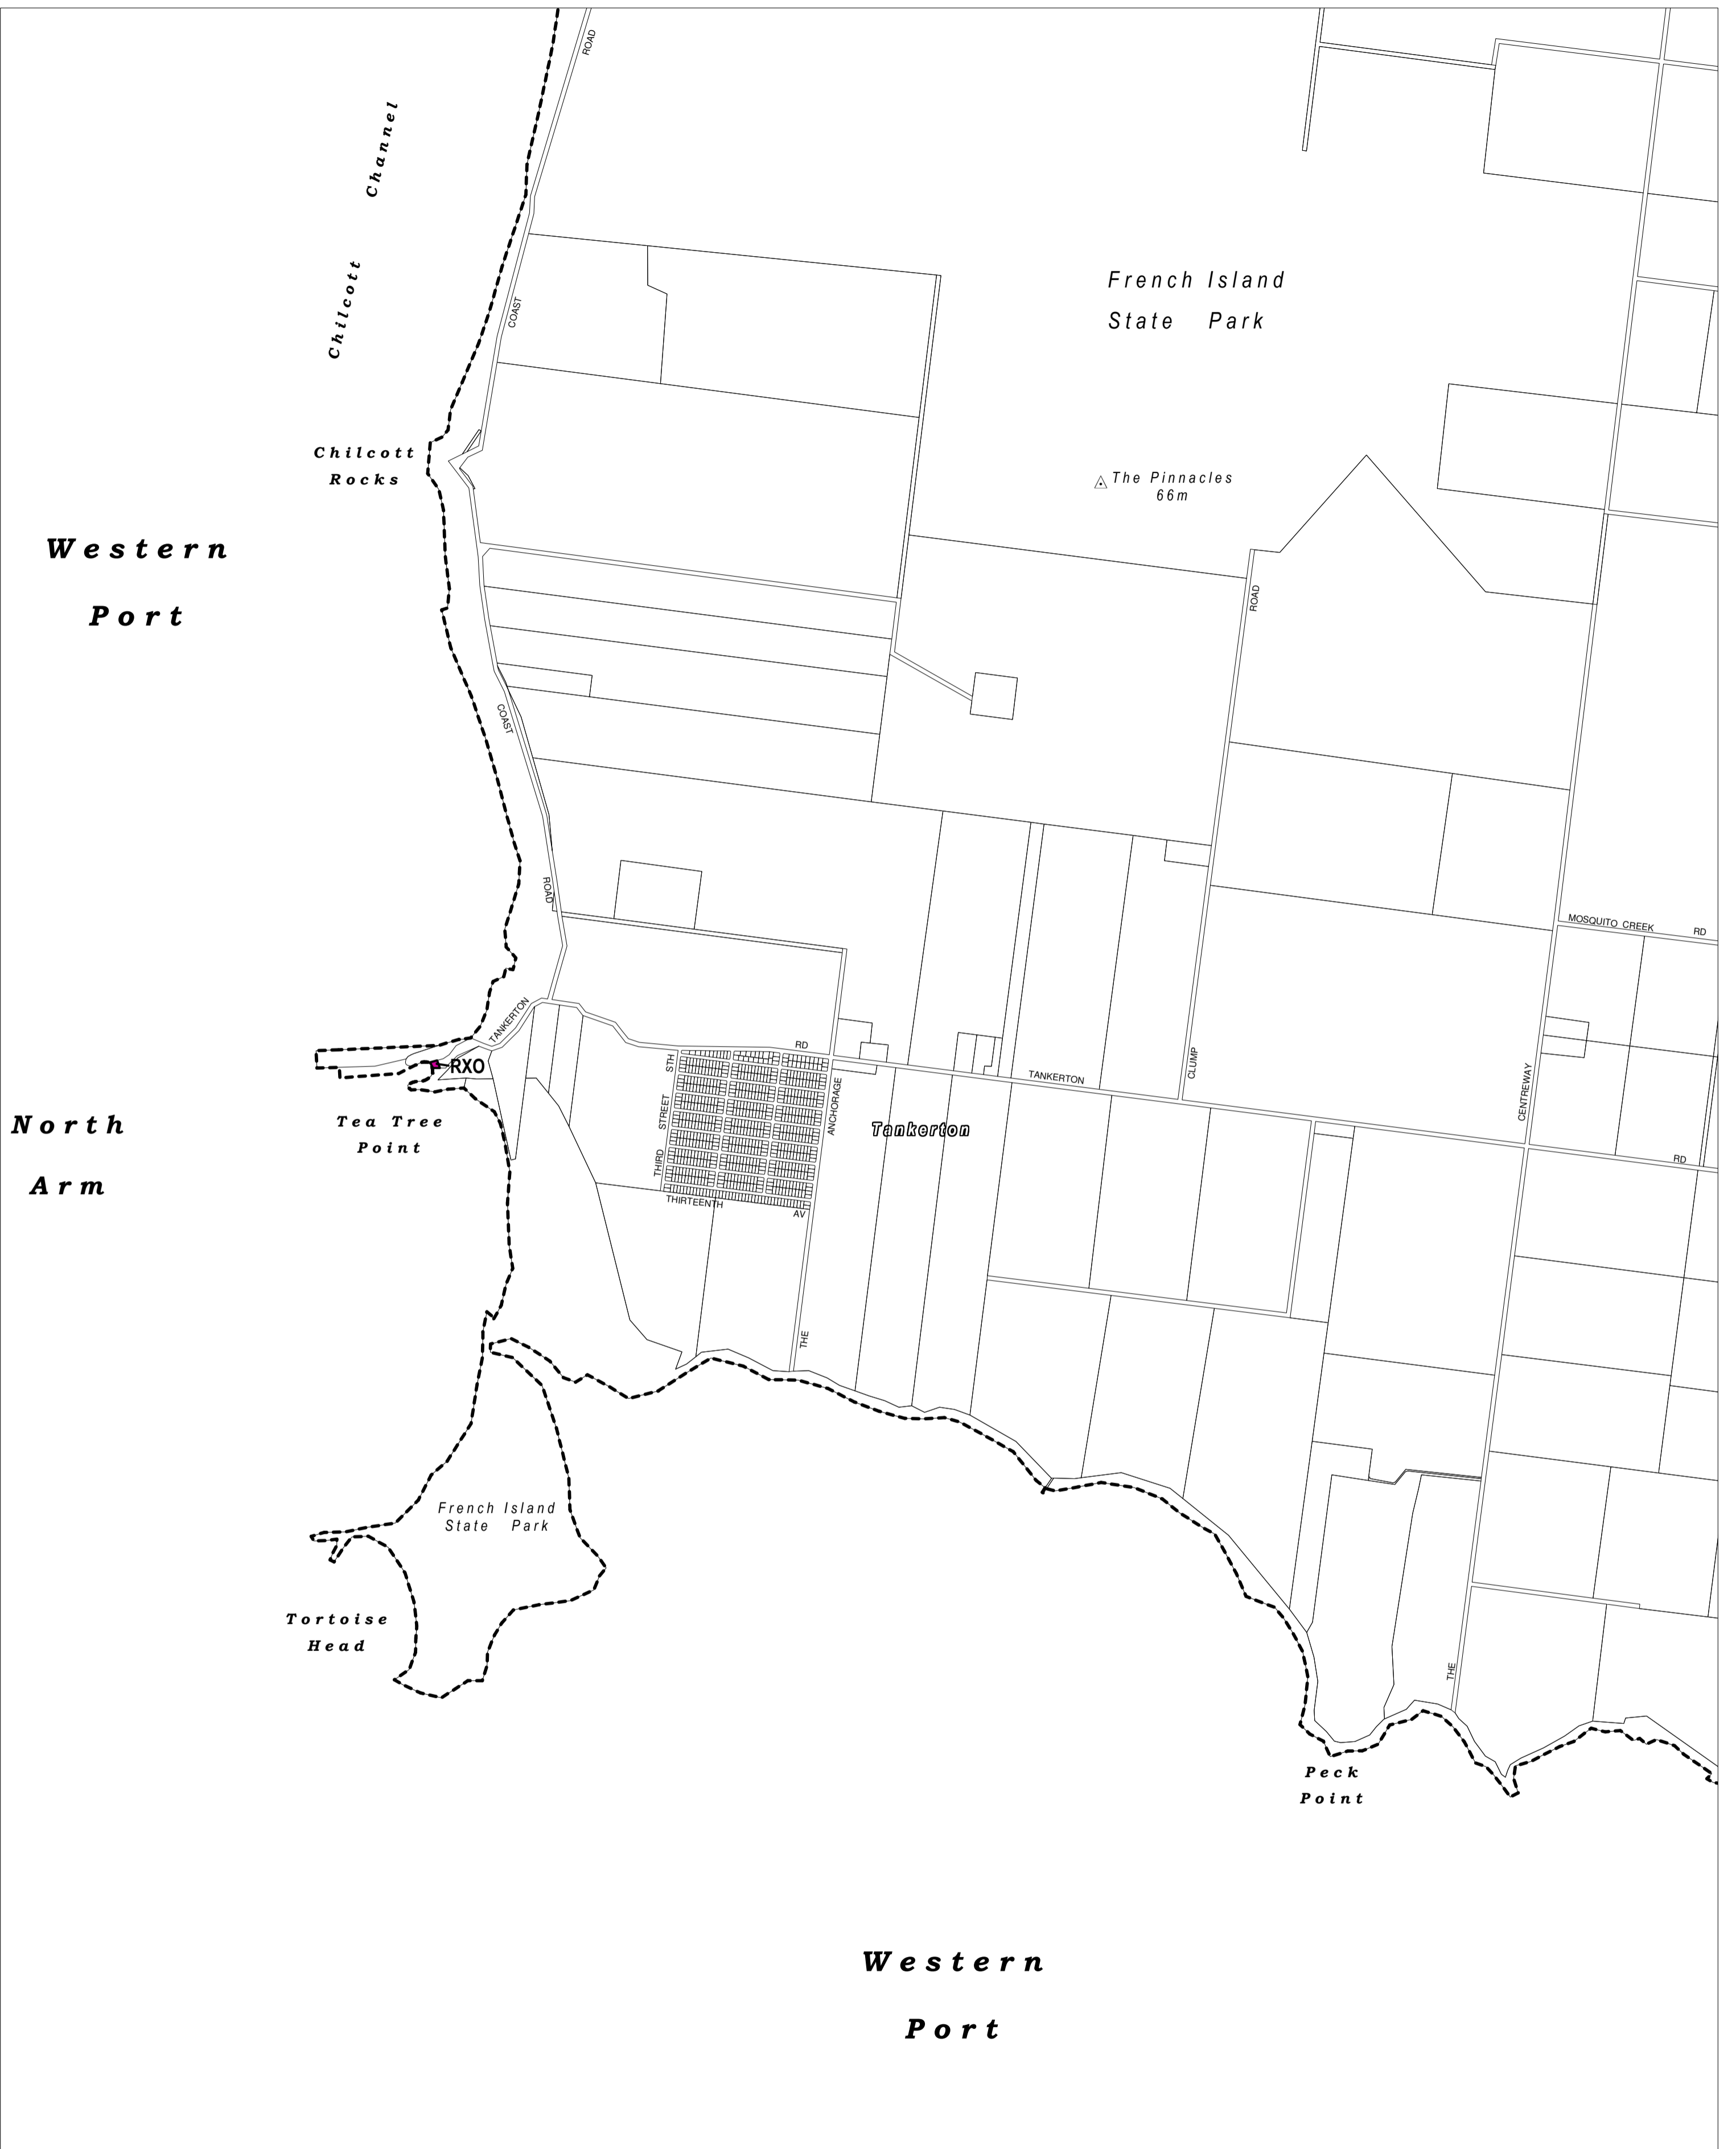 ROAD
Channel
Chilcott
French Island
State Park
COAST
Chilcott
Rocks
The Pinnacles
66m
Western
Port
ROAD
COAST
ROAD
MOSQUITO CREEK RD
TANKERTON
RD
RXO
STH
TANKERTON
CLUMP
CENTREWAY
ANCHORAGE
STREET
Tea Tree
Point
Tankerton
North
Arm
THIRD
RD
THIRTEENTH AV
THE
French Island
State Park
Tortoise
Head
THE
Peck
Point
Western
Port